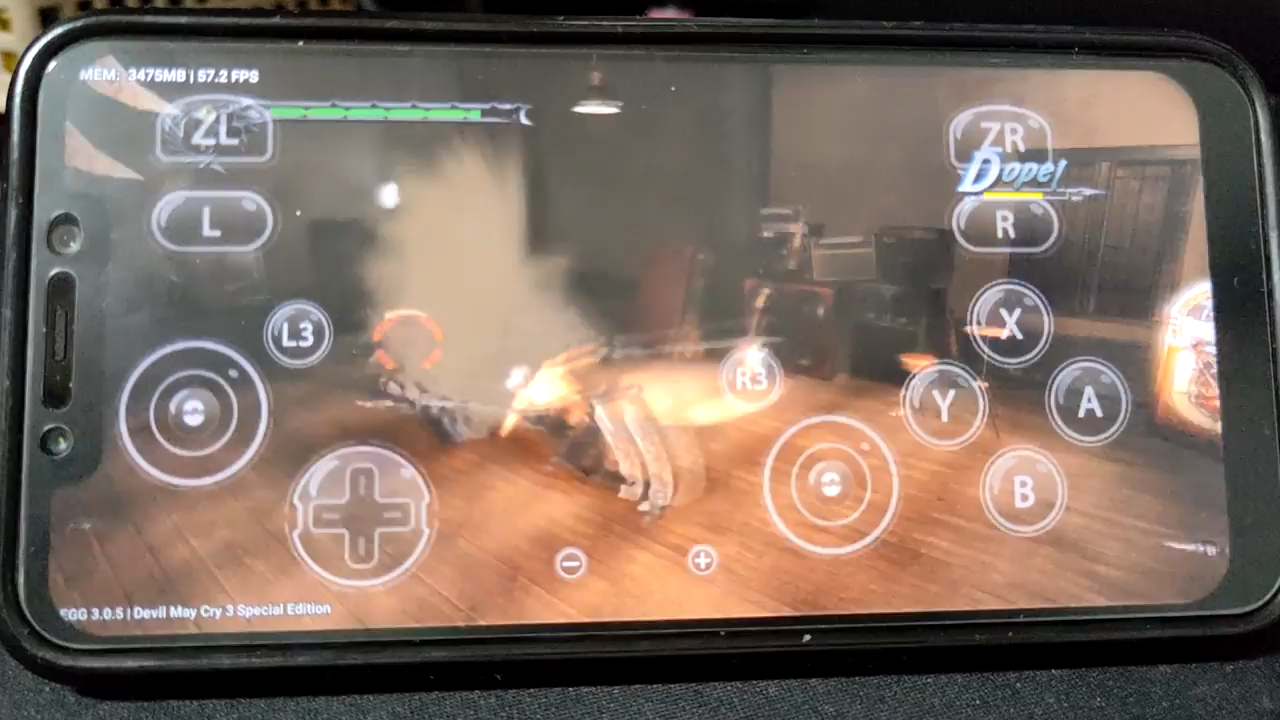 MEM: 3475MB | 57.2 FPS
ZL
ZR
Dope!
L
R
L3
X
R3
Y
A
B
EGG 3.0.5 | Devil May Cry 3 Special Edition